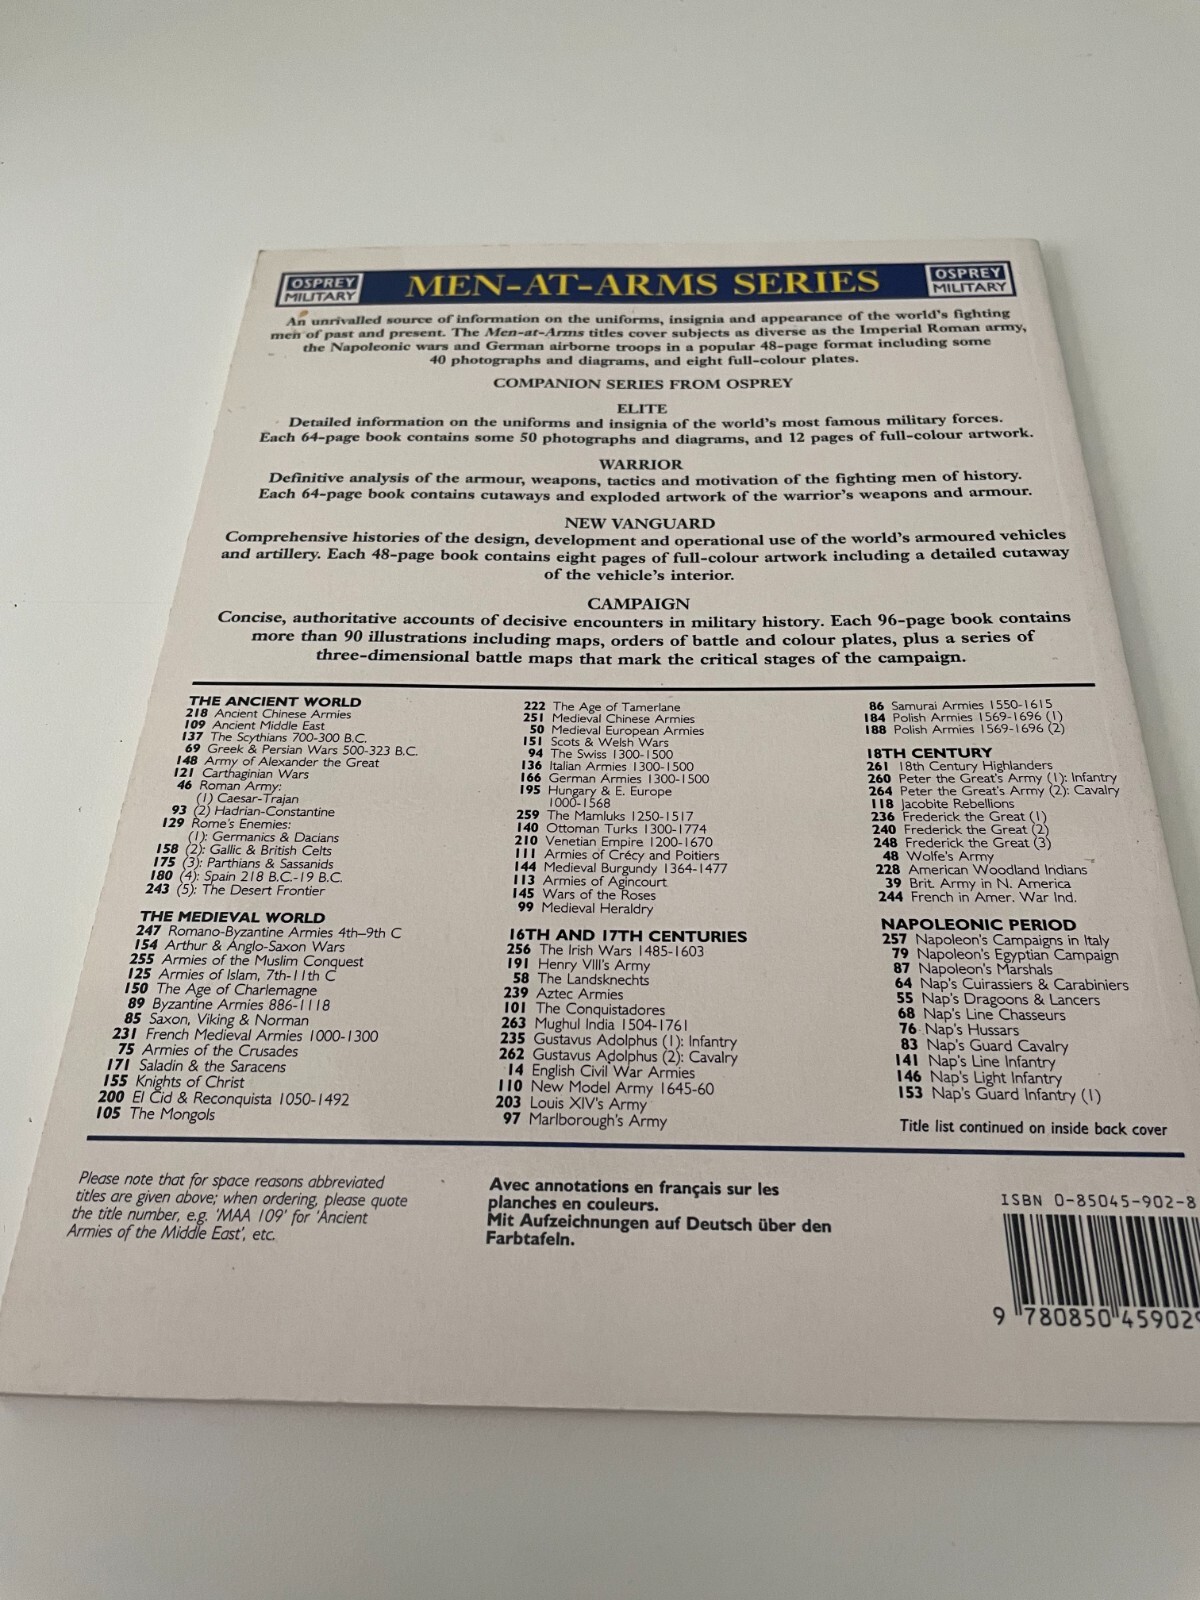 OSPREY
MILITARY
MEN-AT-ARMS SERIES
OSPREY
MILITARY
An unrivalled source of information on the uniforms, insignia and appearance of the world's fighting
men of past and present. The Men-at-Arms titles cover subjects as diverse as the Imperial Roman army,
the Napoleonic wars and German airborne troops in a popular 48-page format including some
40 photographs and diagrams, and eight full-colour plates.
COMPANION SERIES FROM OSPREY
ELITE
Detailed information on the uniforms and insignia of the world's most famous military forces.
Each 64-page book contains some 50 photographs and diagrams, and 12 pages of full-colour artwork.
WARRIOR
Definitive analysis of the armour, weapons, tactics and motivation of the fighting men of history.
Each 64-page book contains cutaways and exploded artwork of the warrior's weapons and armour.
NEW VANGUARD
Comprehensive histories of the design, development and operational use of the world's armoured vehicles
and artillery. Each 48-page book contains eight pages of full-colour artwork including a detailed cutaway
of the vehicle's interior.
CAMPAIGN
Concise, authoritative accounts of decisive encounters in military history. Each 96-page book contains
more than 90 illustrations including maps, orders of battle and colour plates, plus a series of
three-dimensional battle maps that mark the critical stages of the campaign.
THE ANCIENT WORLD
218 Ancient Chinese Armies
109 Ancient Middle East
137 The Scythians 700-300 B.C.
69 Greek & Persian Wars 500-323 B.C.
148 Army of Alexander the Great
121 Carthaginian Wars
46 Roman Army:
(1) Caesar-Trajan
93 (2) Hadrian-Constantine
129 Rome's Enemies:
(1): Germanics & Dacians
158 (2): Gallic & British Celts
175 (3): Parthians & Sassanids
180 (4): Spain 218 B.C.-19 B.C.
243 (5): The Desert Frontier
THE MEDIEVAL WORLD
247 Romano-Byzantine Armies 4th-9th C
154 Arthur & Anglo-Saxon Wars
255 Armies of the Muslim Conquest
125 Armies of Islam, 7th-11th C
150 The Age of Charlemagne
89 Byzantine Armies 886-1118
85 Saxon, Viking & Norman
231 French Medieval Armies 1000-1300
75 Armies of the Crusades
171 Saladin & the Saracens
155 Knights of Christ
200 El Cid & Reconquista 1050-1492
105 The Mongols
222 The Age of Tamerlane
251 Medieval Chinese Armies
50 Medieval European Armies
151 Scots & Welsh Wars
94 The Swiss 1300-1500
136 Italian Armies 1300-1500
166 German Armies 1300-1500
195 Hungary & E. Europe
1000-1568
259 The Mamluks 1250-1517
140 Ottoman Turks 1300-1774
210 Venetian Empire 1200-1670
111 Armies of Crécy and Poitiers
144 Medieval Burgundy 1364-1477
113 Armies of Agincourt
145 Wars of the Roses
99 Medieval Heraldry
16TH AND 17TH CENTURIES
256 The Irish Wars 1485-1603
191 Henry VIII's Army
58 The Landsknechts
239 Aztec Armies
101 The Conquistadores
263 Mughul India 1504-1761
235 Gustavus Adolphus (1): Infantry
262 Gustavus Adolphus (2): Cavalry
14 English Civil War Armies
110 New Model Army 1645-60
203 Louis XIV's Army
97 Marlborough's Army
86 Samurai Armies 1550-1615
184 Polish Armies 1569-1696 (1)
188 Polish Armies 1569-1696 (2)
18TH CENTURY
261 18th Century Highlanders
260 Peter the Great's Army (1): Infantry
264 Peter the Great's Army (2): Cavalry
118 Jacobite Rebellions
236 Frederick the Great (1)
240 Frederick the Great (2)
248 Frederick the Great (3)
48 Wolfe's Army
228 American Woodland Indians
39 Brit. Army in N. America
244 French in Amer. War Ind.
NAPOLEONIC PERIOD
257 Napoleon's Campaigns in Italy
79 Napoleon's Egyptian Campaign
87 Napoleon's Marshals
64 Nap's Cuirassiers & Carabiniers
55 Nap's Dragoons & Lancers
68 Nap's Line Chasseurs
76 Nap's Hussars
83 Nap's Guard Cavalry
141 Nap's Line Infantry
146 Nap's Light Infantry
153 Nap's Guard Infantry (1)
Title list continued on inside back cover
Please note that for space reasons abbreviated
titles are given above; when ordering, please quote
the title number, e.g. 'MAA 109' for 'Ancient
Armies of the Middle East', etc.
Avec annotations en français sur les
planches en couleurs.
Mit Aufzeichnungen auf Deutsch über den
Farbtafeln.
ISBN 0-85045-902-8
9 780850 45902